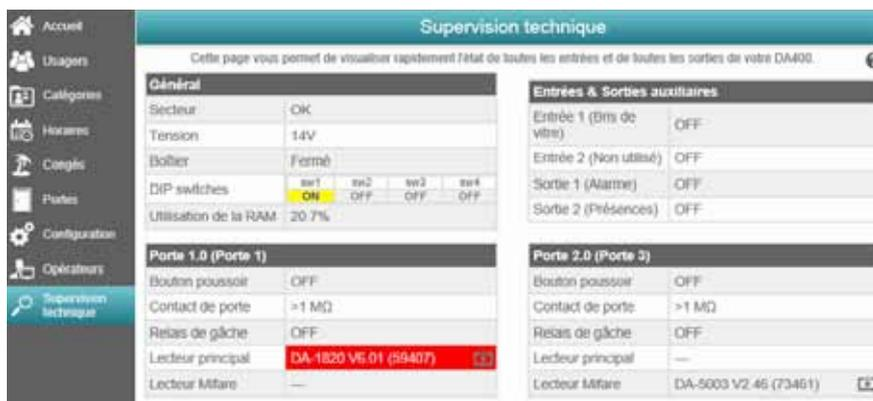 Accueil
Usagers
Catégories
Horaires
Congés
Portes
Configuration
Opérateurs
Supervision
technique
Supervision technique
Cette page vous permet de visualiser rapidement l'état de toutes les entrées et de toutes les sorties de votre DA400.
Général
Secteur OK
Tension 14V
Boîtier Fermé
DIP switches sw1 sw2 sw3 sw4
ON OFF OFF OFF
Utilisation de la RAM 20.7%
Entrées & Sorties auxiliaires
Entrée 1 (Bris de
vitre) OFF
Entrée 2 (Non utilisé) OFF
Sortie 1 (Alarme) OFF
Sortie 2 (Présences) OFF
Porte 1.0 (Porte 1)
Bouton poussoir OFF
Contact de porte >1 MΩ
Relais de gâche OFF
Lecteur principal DA-1820 V6.01 (59407)
Lecteur Mifare ---
Porte 2.0 (Porte 3)
Bouton poussoir OFF
Contact de porte >1 MΩ
Relais de gâche OFF
Lecteur principal ---
Lecteur Mifare DA-5003 V2.46 (73461)